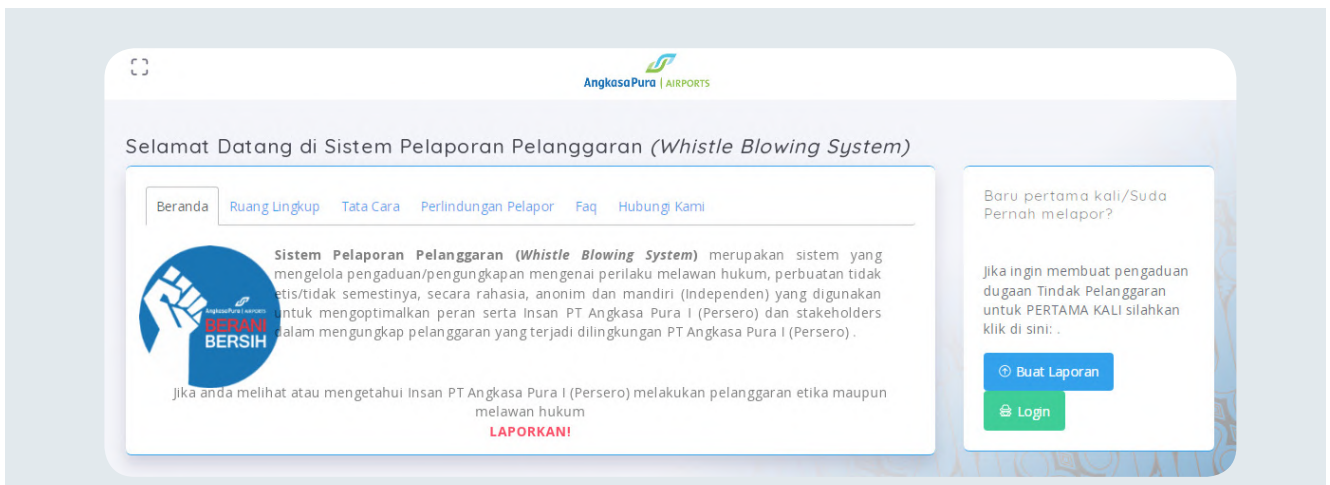 AngkasaPura | AIRPORTS
Selamat Datang di Sistem Pelaporan Pelanggaran (Whistle Blowing System)
Beranda Ruang Lingkup Tata Cara Perlindungan Pelapor Faq Hubungi Kami
AngkasaPura | AIRPORTS
BERANI
BERSIH
Sistem Pelaporan Pelanggaran (Whistle Blowing System) merupakan sistem yang
mengelola pengaduan/pengungkapan mengenai perilaku melawan hukum, perbuatan tidak
etis/tidak semestinya, secara rahasia, anonim dan mandiri (Independen) yang digunakan
untuk mengoptimalkan peran serta Insan PT Angkasa Pura I (Persero) dan stakeholders
dalam mengungkap pelanggaran yang terjadi dilingkungan PT Angkasa Pura I (Persero) .
Jika anda melihat atau mengetahui Insan PT Angkasa Pura I (Persero) melakukan pelanggaran etika maupun
melawan hukum
LAPORKAN!
Baru pertama kali/Suda
Pernah melapor?
Jika ingin membuat pengaduan
dugaan Tindak Pelanggaran
untuk PERTAMA KALI silahkan
klik di sini: .
Buat Laporan
Login